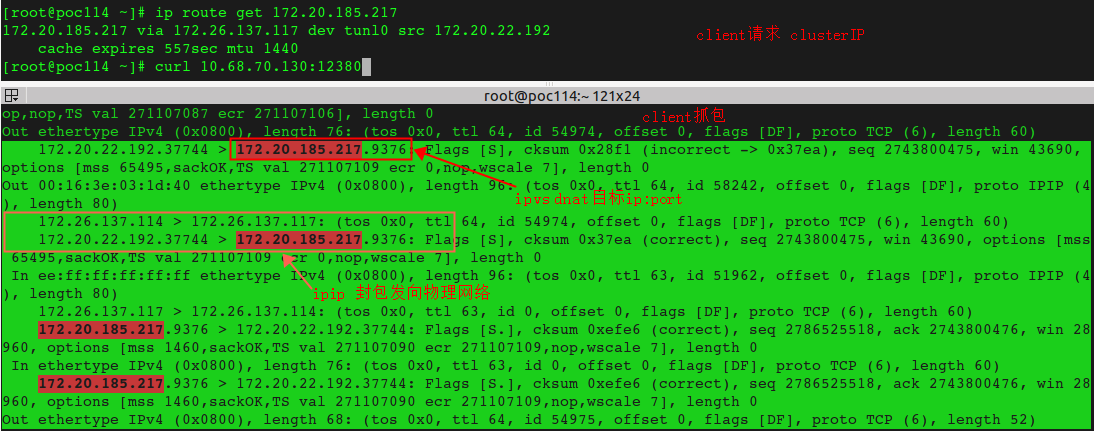 [root@poc114 ~]# ip route get 172.20.185.217
172.20.185.217 via 172.26.137.117 dev tunl0 src 172.20.22.192
cache expires 557sec mtu 1440
client请求 clusterIP
[root@poc114 ~]# curl 10.68.70.130:12380
root@poc114:~ 121x24
op,nop,TS val 271107087 ecr 271107106], length 0
client抓包
Out ethertype IPv4 (0x0800), length 76: (tos 0x0, ttl 64, id 54974, offset 0, flags [DF], proto TCP (6), length 60)
172.20.22.192.37744 > 172.20.185.217.9376: Flags [S], cksum 0x28f1 (incorrect -> 0x37ea), seq 2743800475, win 43690,
options [mss 65495,sackOK,TS val 271107109 ecr 0,nop,wscale 7], length 0
Out 00:16:3e:03:1d:40 ethertype IPv4 (0x0800), length 96: (tos 0x0, ttl 64, id 58242, offset 0, flags [DF], proto IPIP (4
), length 80)
ipvs dnat目标ip:port
172.26.137.114 > 172.26.137.117: (tos 0x0, ttl 64, id 54974, offset 0, flags [DF], proto TCP (6), length 60)
172.20.22.192.37744 > 172.20.185.217.9376: Flags [S], cksum 0x37ea (correct), seq 2743800475, win 43690, options [mss
65495,sackOK,TS val 271107109 ecr 0,nop,wscale 7], length 0
In ee:ff:ff:ff:ff:ff ethertype IPv4 (0x0800), length 96: (tos 0x0, ttl 63, id 51962, offset 0, flags [DF], proto IPIP (4
), length 80)
ipip 封包发向物理网络
172.26.137.117 > 172.26.137.114: (tos 0x0, ttl 63, id 0, offset 0, flags [DF], proto TCP (6), length 60)
172.20.185.217.9376 > 172.20.22.192.37744: Flags [S.], cksum 0xefe6 (correct), seq 2786525518, ack 2743800476, win 28
960, options [mss 1460,sackOK,TS val 271107090 ecr 271107109,nop,wscale 7], length 0
In ethertype IPv4 (0x0800), length 76: (tos 0x0, ttl 63, id 0, offset 0, flags [DF], proto TCP (6), length 60)
172.20.185.217.9376 > 172.20.22.192.37744: Flags [S.], cksum 0xefe6 (correct), seq 2786525518, ack 2743800476, win 28
960, options [mss 1460,sackOK,TS val 271107090 ecr 271107109,nop,wscale 7], length 0
Out ethertype IPv4 (0x0800), length 68: (tos 0x0, ttl 64, id 54975, offset 0, flags [DF], proto TCP (6), length 52)